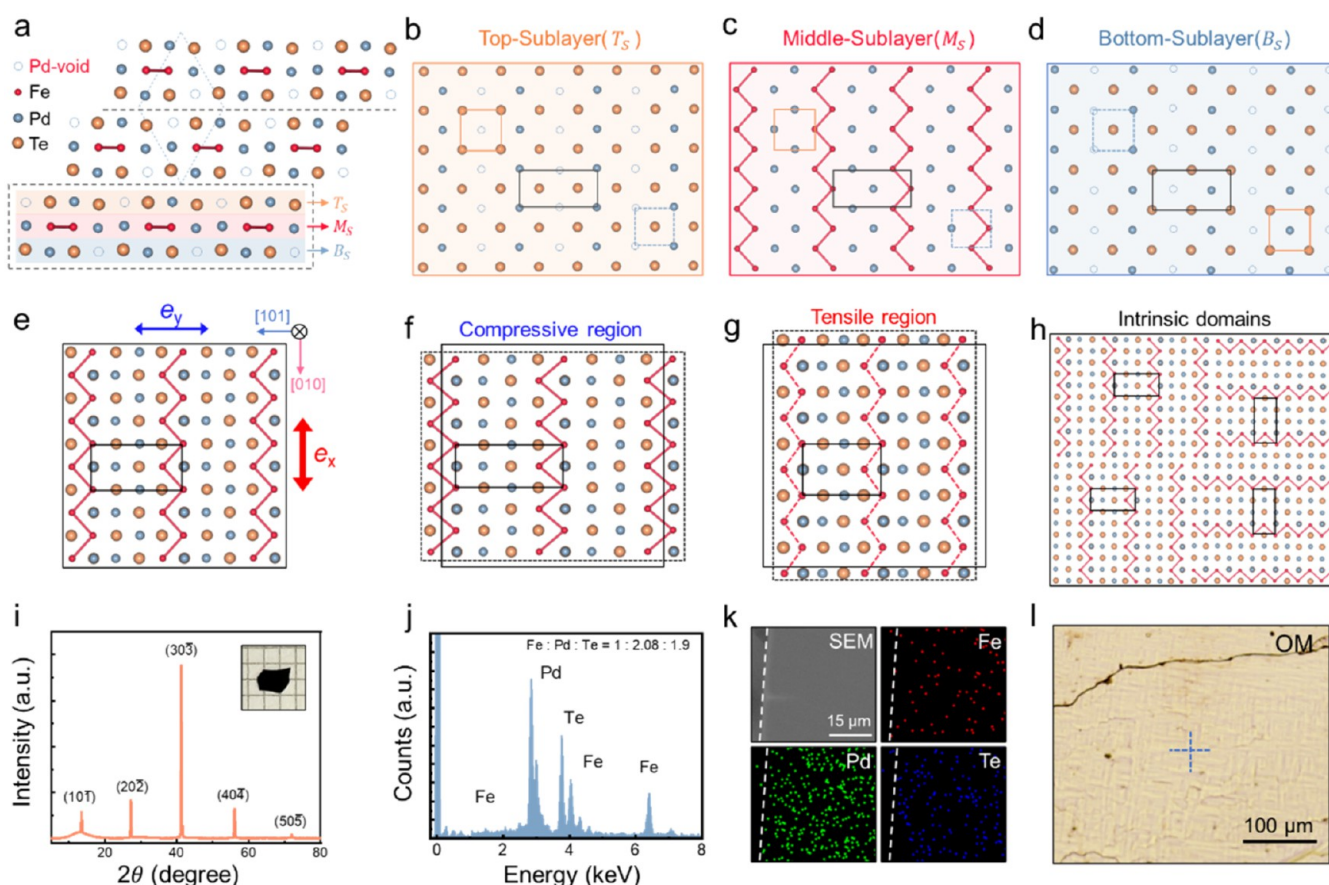 a
Pd-void
Fe
Pd
Te
T_S
M_S
B_S
b
Top-Sublayer(T_S)
c
Middle-Sublayer(M_S)
d
Bottom-Sublayer(B_S)
e
e_y
[101]
[010]
e_x
f
Compressive region
g
Tensile region
h
Intrinsic domains
i
Intensity (a.u.)
(101̄)
(202̄)
(303̄)
(404̄)
(505̄)
20 40 60 80
2θ (degree)
j
Counts (a.u.)
Fe : Pd : Te = 1 : 2.08 : 1.9
Pd
Te
Fe
Fe
Fe
0 2 4 6 8
Energy (keV)
k
SEM
15 μm
Fe
Pd
Te
l
OM
100 μm